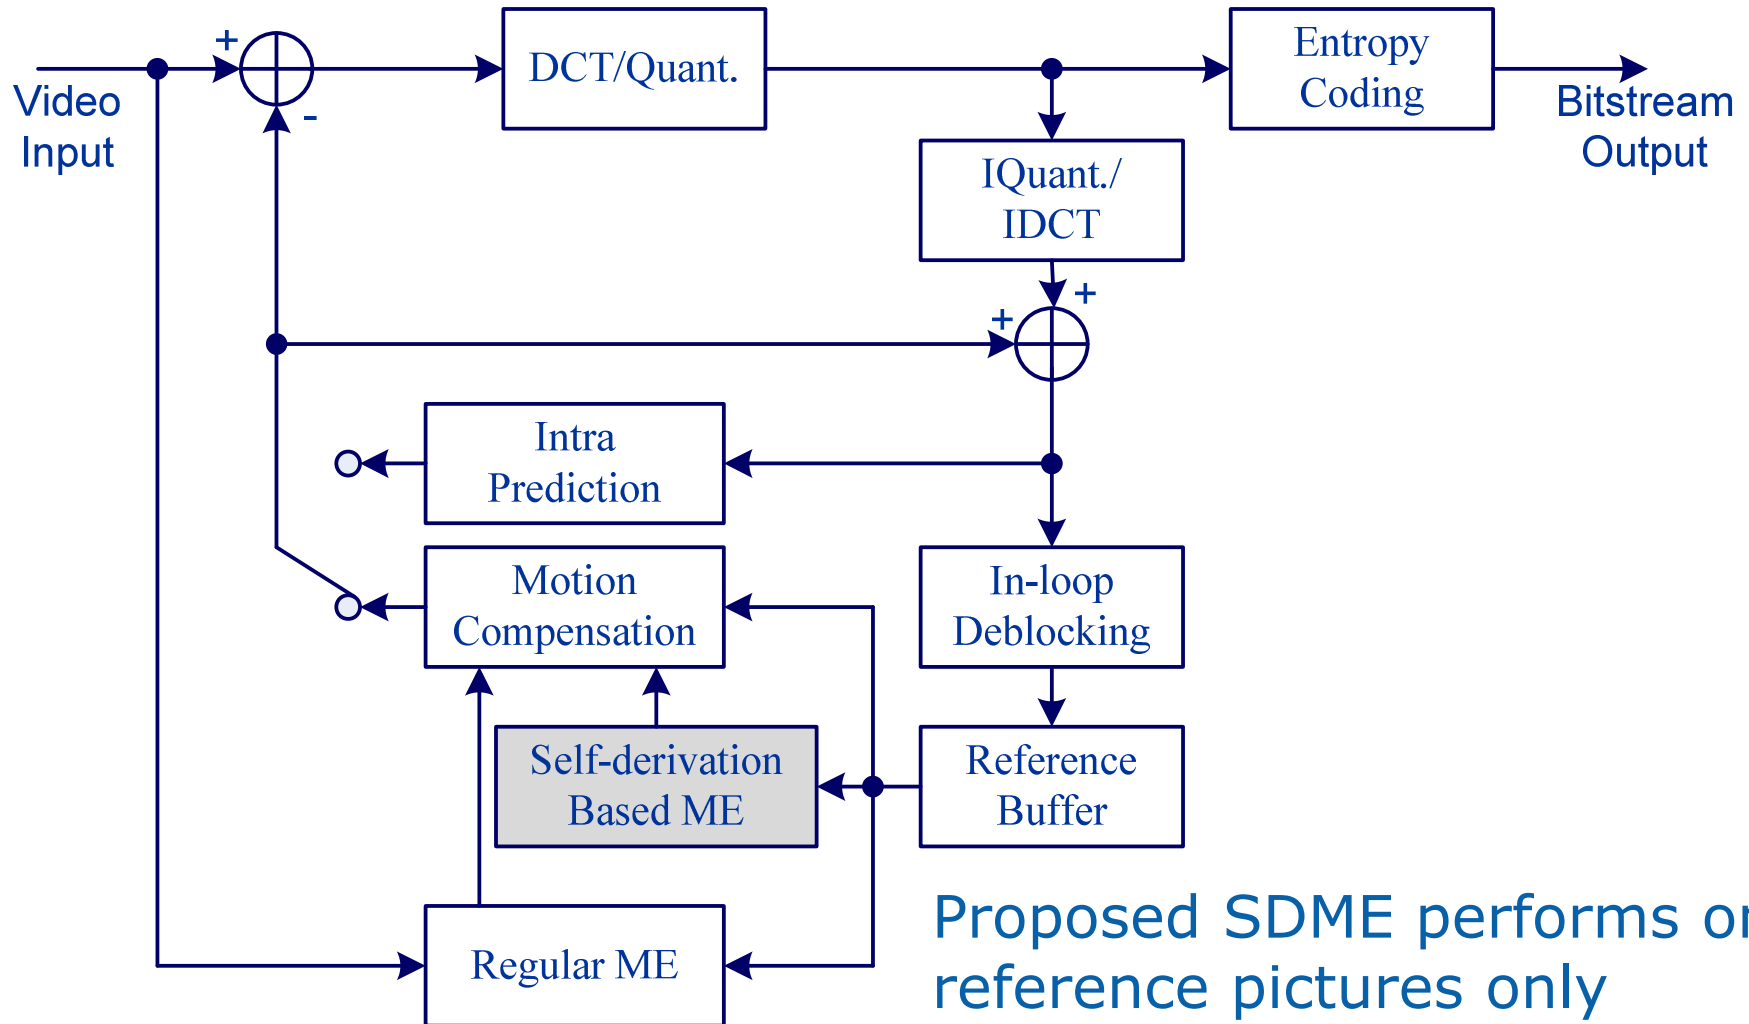 +
DCT/Quant.
Entropy
Coding
Video
Input
-
Bitstream
Output
IQuant./
IDCT
+
+
Intra
Prediction
Motion
Compensation
In-loop
Deblocking
Self-derivation
Based ME
Reference
Buffer
Proposed SDME performs
reference pictures only
Regular ME